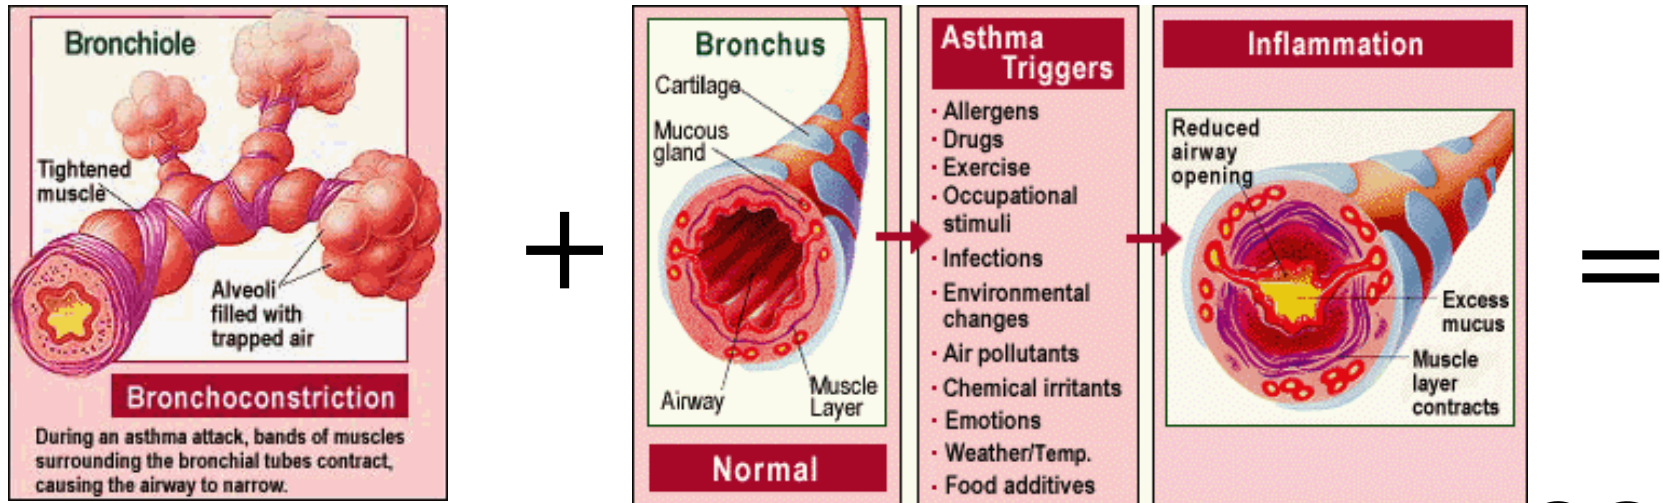 Bronchiole
Tightened
muscle
Alveoli
filled with
trapped air
Bronchoconstriction
During an asthma attack, bands of muscles
surrounding the bronchial tubes contract,
causing the airway to narrow.
+
Bronchus
Cartilage
Mucous
gland
Airway
Muscle
Layer
Normal
Asthma
Triggers
· Allergens
· Drugs
· Exercise
· Occupational
stimuli
· Infections
· Environmental
changes
· Air pollutants
· Chemical irritants
· Emotions
· Weather/Temp.
· Food additives
Inflammation
Reduced
airway
opening
Excess
mucus
Muscle
layer
contracts
=